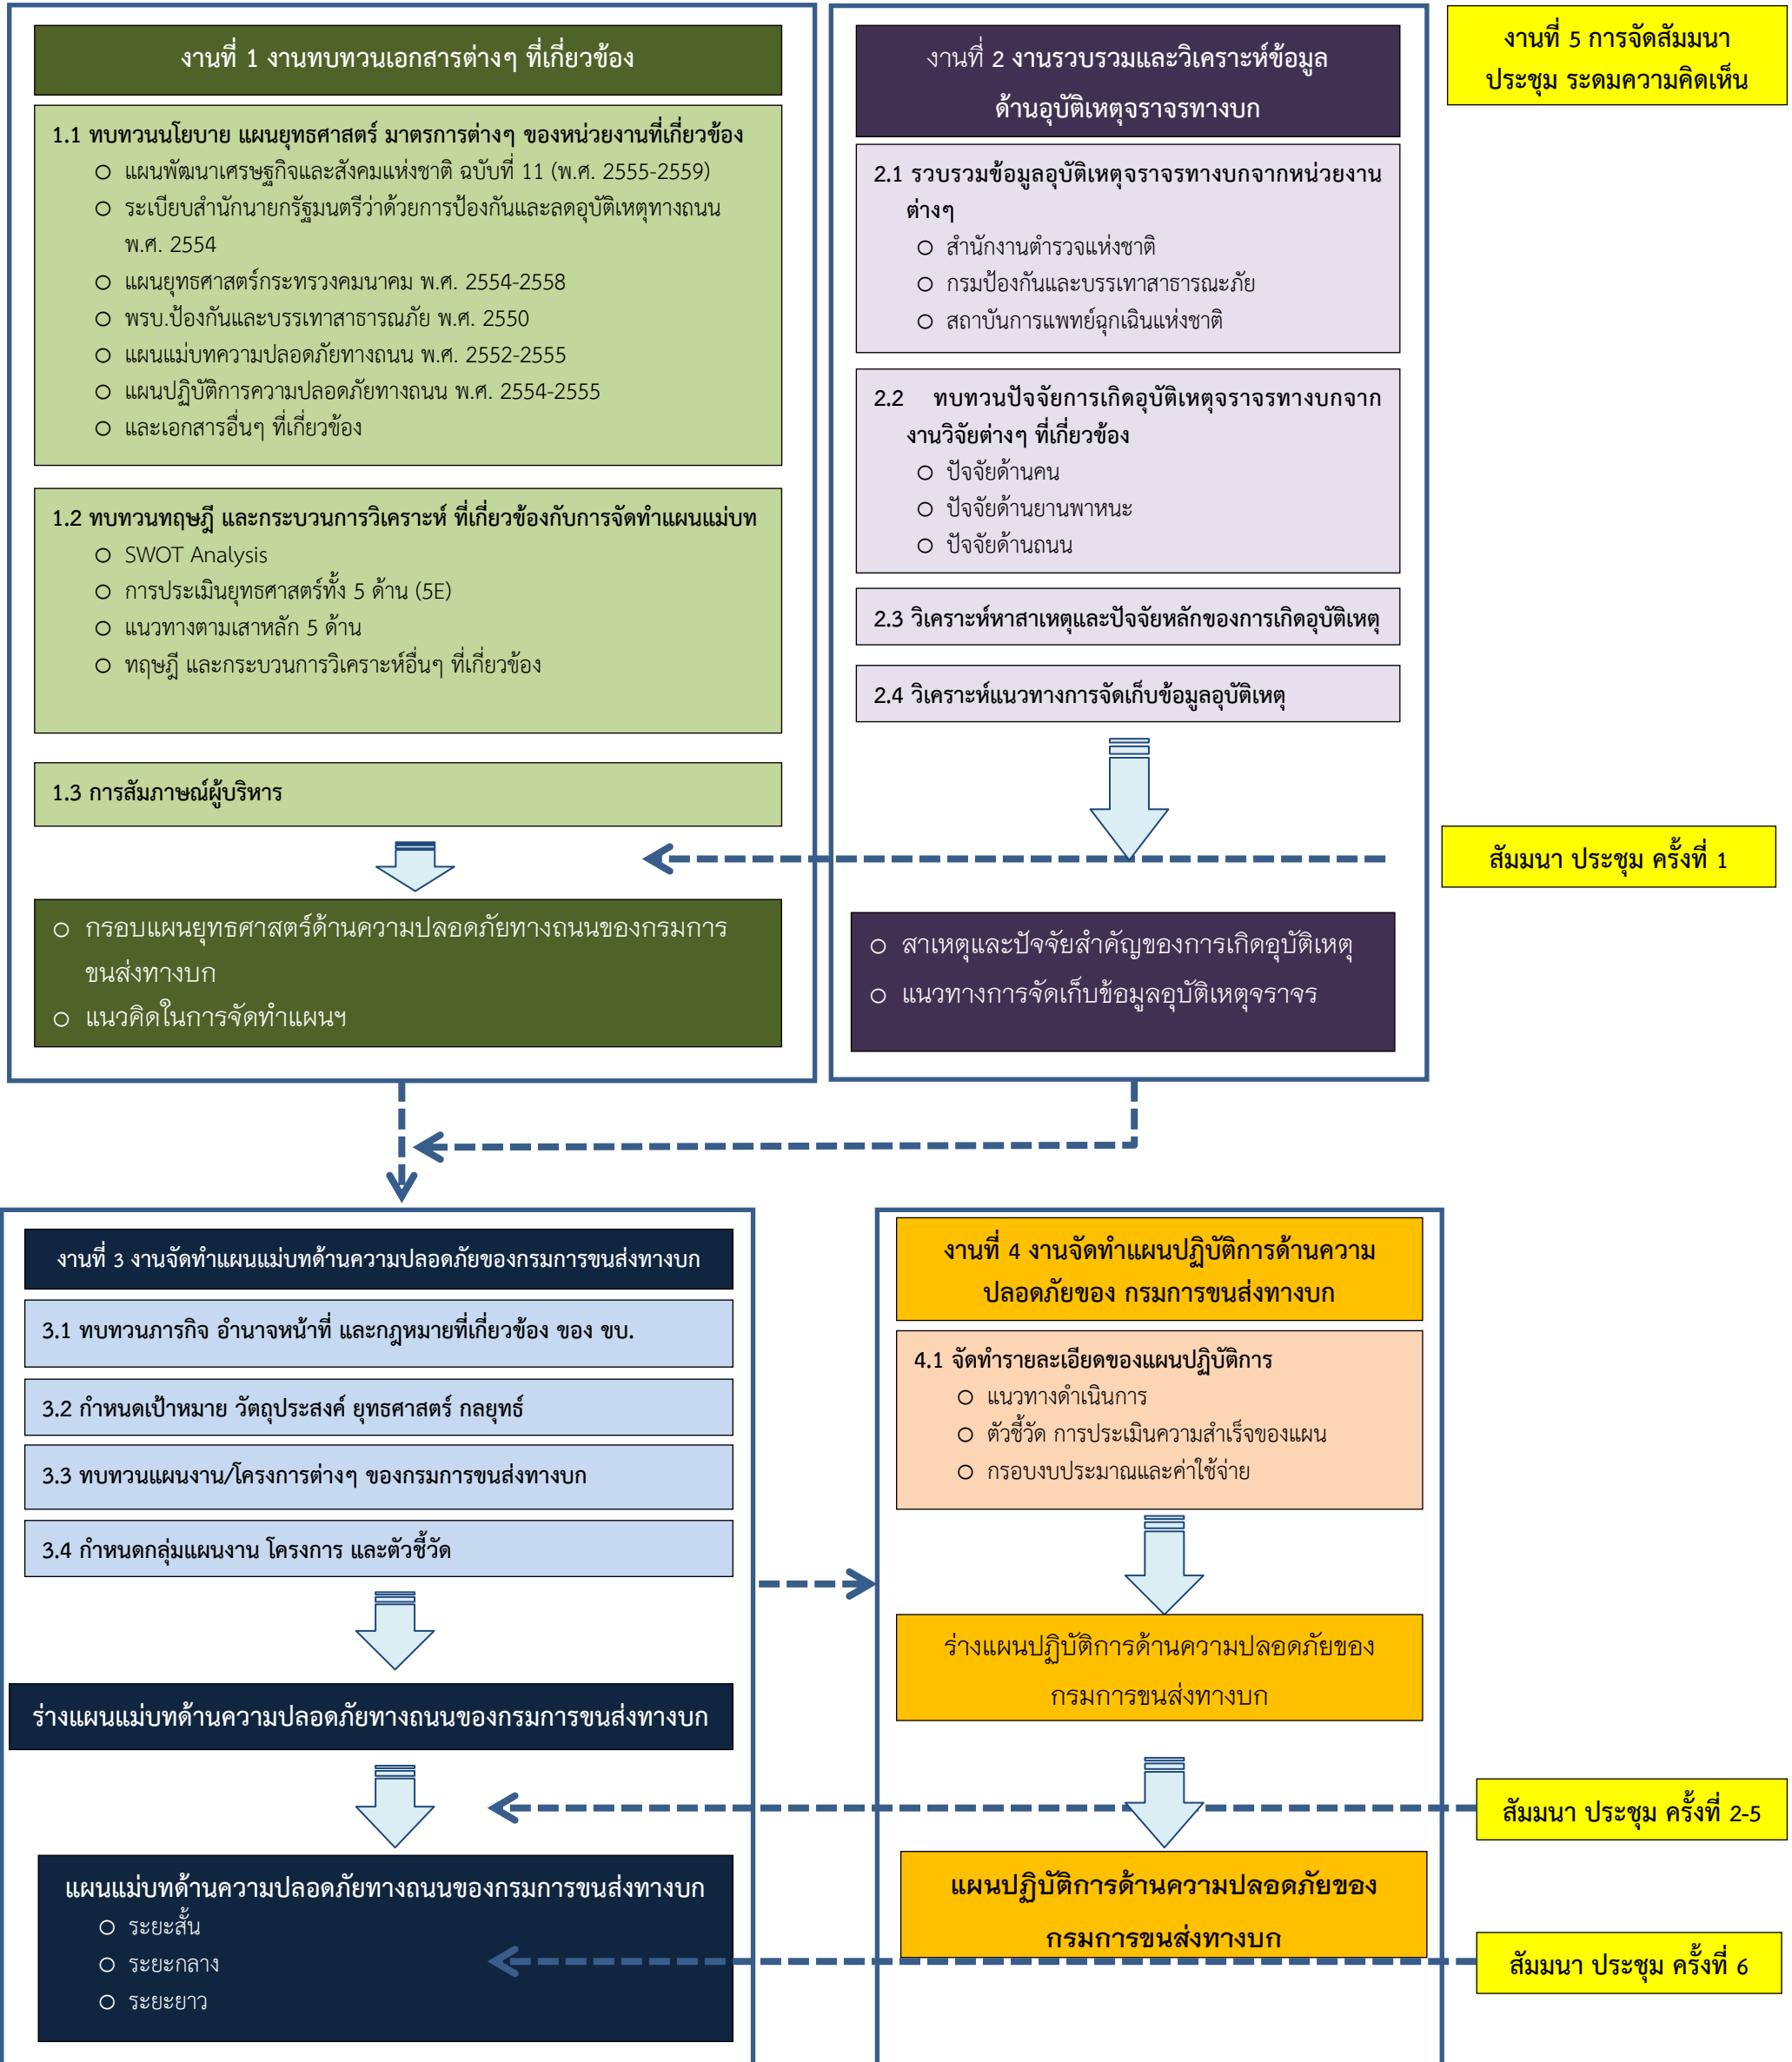 งานที่ 1 งานทบทวนเอกสารต่างๆ ที่เกี่ยวข้อง
1.1 ทบทวนนโยบาย แผนยุทธศาสตร์ มาตรการต่างๆ ของหน่วยงานที่เกี่ยวข้อง
แผนพัฒนาเศรษฐกิจและสังคมแห่งชาติ ฉบับที่ 11 (พ.ศ. 2555-2559)
ระเบียบสำนักนายกรัฐมนตรีว่าด้วยการป้องกันและลดอุบัติเหตุทางถนน
พ.ศ. 2554
แผนยุทธศาสตร์กระทรวงคมนาคม พ.ศ. 2554-2558
พรบ.ป้องกันและบรรเทาสาธารณภัย พ.ศ. 2550
แผนแม่บทความปลอดภัยทางถนน พ.ศ. 2552-2555
แผนปฏิบัติการความปลอดภัยทางถนน พ.ศ. 2554-2555
และเอกสารอื่นๆ ที่เกี่ยวข้อง
1.2 ทบทวนทฤษฎี และกระบวนการวิเคราะห์ ที่เกี่ยวข้องกับการจัดทำแผนแม่บท
SWOT Analysis
การประเมินยุทธศาสตร์ทั้ง 5 ด้าน (5E)
แนวทางตามเสาหลัก 5 ด้าน
ทฤษฎี และกระบวนการวิเคราะห์อื่นๆ ที่เกี่ยวข้อง
1.3 การสัมภาษณ์ผู้บริหาร
กรอบแผนยุทธศาสตร์ด้านความปลอดภัยทางถนนของกรมการ
ขนส่งทางบก
แนวคิดในการจัดทำแผนฯ
งานที่ 2 งานรวบรวมและวิเคราะห์ข้อมูล
ด้านอุบัติเหตุจราจรทางบก
2.1 รวบรวมข้อมูลอุบัติเหตุจราจรทางบกจากหน่วยงาน
ต่างๆ
สำนักงานตำรวจแห่งชาติ
กรมป้องกันและบรรเทาสาธารณะภัย
สถาบันการแพทย์ฉุกเฉินแห่งชาติ
2.2 ทบทวนปัจจัยการเกิดอุบัติเหตุจราจรทางบกจาก
งานวิจัยต่างๆ ที่เกี่ยวข้อง
ปัจจัยด้านคน
ปัจจัยด้านยานพาหนะ
ปัจจัยด้านถนน
2.3 วิเคราะห์หาสาเหตุและปัจจัยหลักของการเกิดอุบัติเหตุ
2.4 วิเคราะห์แนวทางการจัดเก็บข้อมูลอุบัติเหตุ
สาเหตุและปัจจัยสำคัญของการเกิดอุบัติเหตุ
แนวทางการจัดเก็บข้อมูลอุบัติเหตุจราจร
งานที่ 5 การจัดสัมมนา
ประชุม ระดมความคิดเห็น
สัมมนา ประชุม ครั้งที่ 1
งานที่ 3 งานจัดทำแผนแม่บทด้านความปลอดภัยของกรมการขนส่งทางบก
3.1 ทบทวนภารกิจ อำนาจหน้าที่ และกฎหมายที่เกี่ยวข้อง ของ ขบ.
3.2 กำหนดเป้าหมาย วัตถุประสงค์ ยุทธศาสตร์ กลยุทธ์
3.3 ทบทวนแผนงาน/โครงการต่างๆ ของกรมการขนส่งทางบก
3.4 กำหนดกลุ่มแผนงาน โครงการ และตัวชี้วัด
ร่างแผนแม่บทด้านความปลอดภัยทางถนนของกรมการขนส่งทางบก
แผนแม่บทด้านความปลอดภัยทางถนนของกรมการขนส่งทางบก
ระยะสั้น
ระยะกลาง
ระยะยาว
งานที่ 4 งานจัดทำแผนปฏิบัติการด้านความ
ปลอดภัยของ กรมการขนส่งทางบก
4.1 จัดทำรายละเอียดของแผนปฏิบัติการ
แนวทางดำเนินการ
ตัวชี้วัด การประเมินความสำเร็จของแผน
กรอบงบประมาณและค่าใช้จ่าย
ร่างแผนปฏิบัติการด้านความปลอดภัยของ
กรมการขนส่งทางบก
แผนปฏิบัติการด้านความปลอดภัยของ
กรมการขนส่งทางบก
สัมมนา ประชุม ครั้งที่ 2-5
สัมมนา ประชุม ครั้งที่ 6